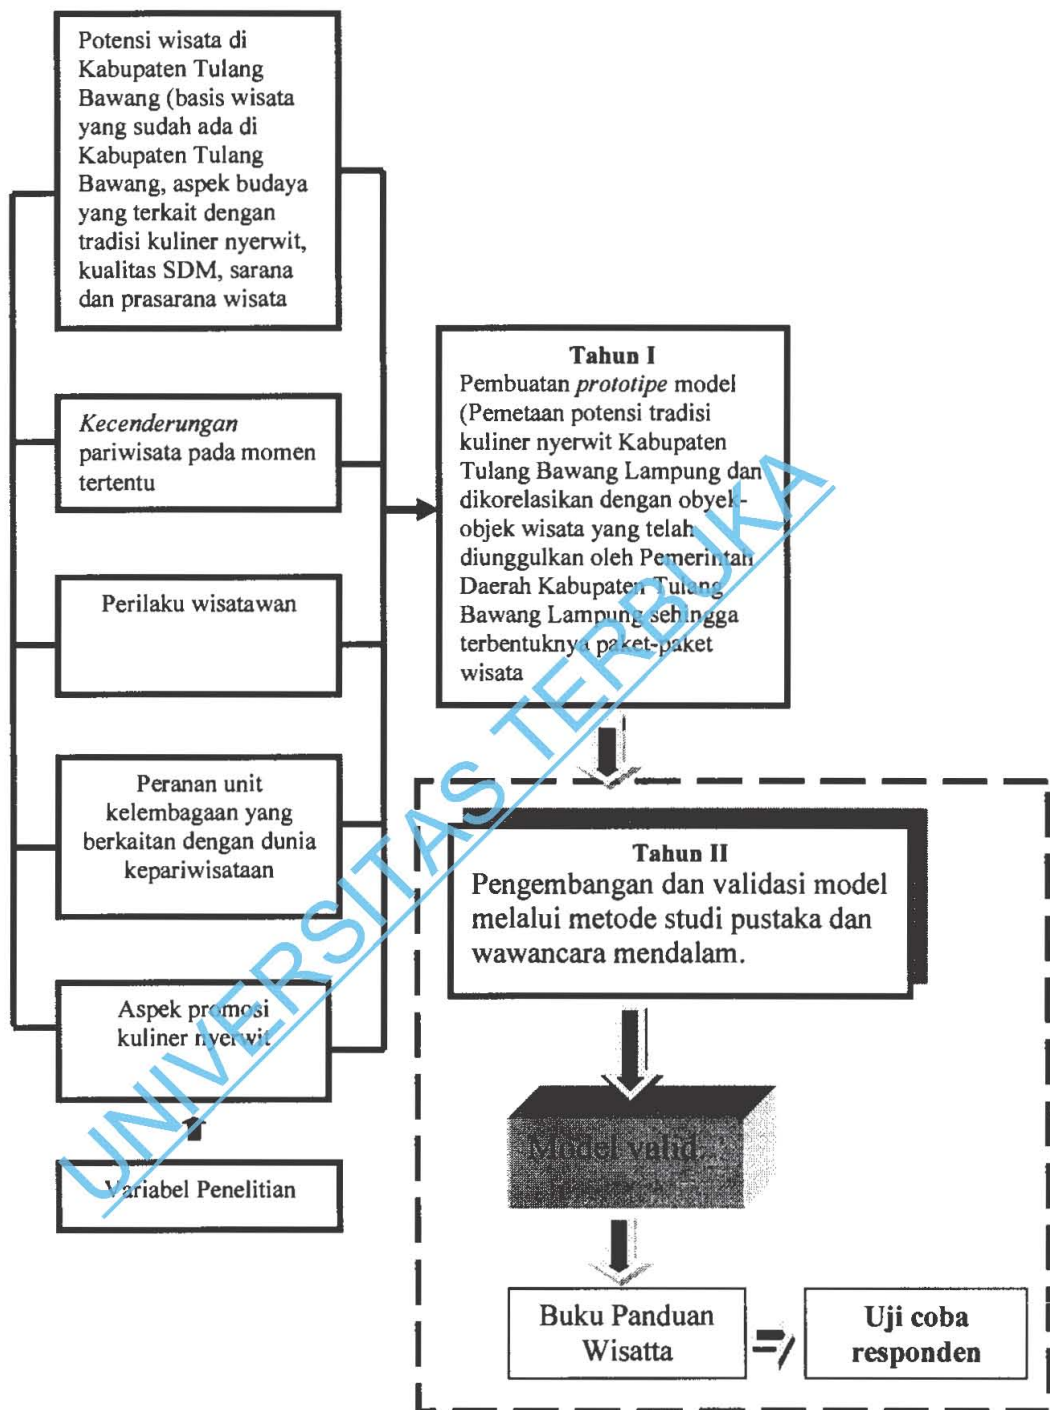 Potensi wisata di
Kabupaten Tulang
Bawang (basis wisata
yang sudah ada di
Kabupaten Tulang
Bawang, aspek budaya
yang terkait dengan
tradisi kuliner nyerwit,
kualitas SDM, sarana
dan prasarana wisata
Kecenderungan
pariwisata pada momen
tertentu
Perilaku wisatawan
Peranan unit
kelembagaan yang
berkaitan dengan dunia
kepariwisataan
Aspek promosi
kuliner nyerwit
Variabel Penelitian
Tahun I
Pembuatan prototipe model
(Pemetaan potensi tradisi
kuliner nyerwit Kabupaten
Tulang Bawang Lampung dan
dikorelasikan dengan obyek-
objek wisata yang telah
diunggulkan oleh Pemerintah
Daerah Kabupaten Tulang
Bawang Lampung sehingga
terbentuknya paket-paket
wisata
Tahun II
Pengembangan dan validasi model
melalui metode studi pustaka dan
wawancara mendalam.
Model valid
Buku Panduan
Wisatta
Uji coba
responden
UNIVERSITAS TERBUKA